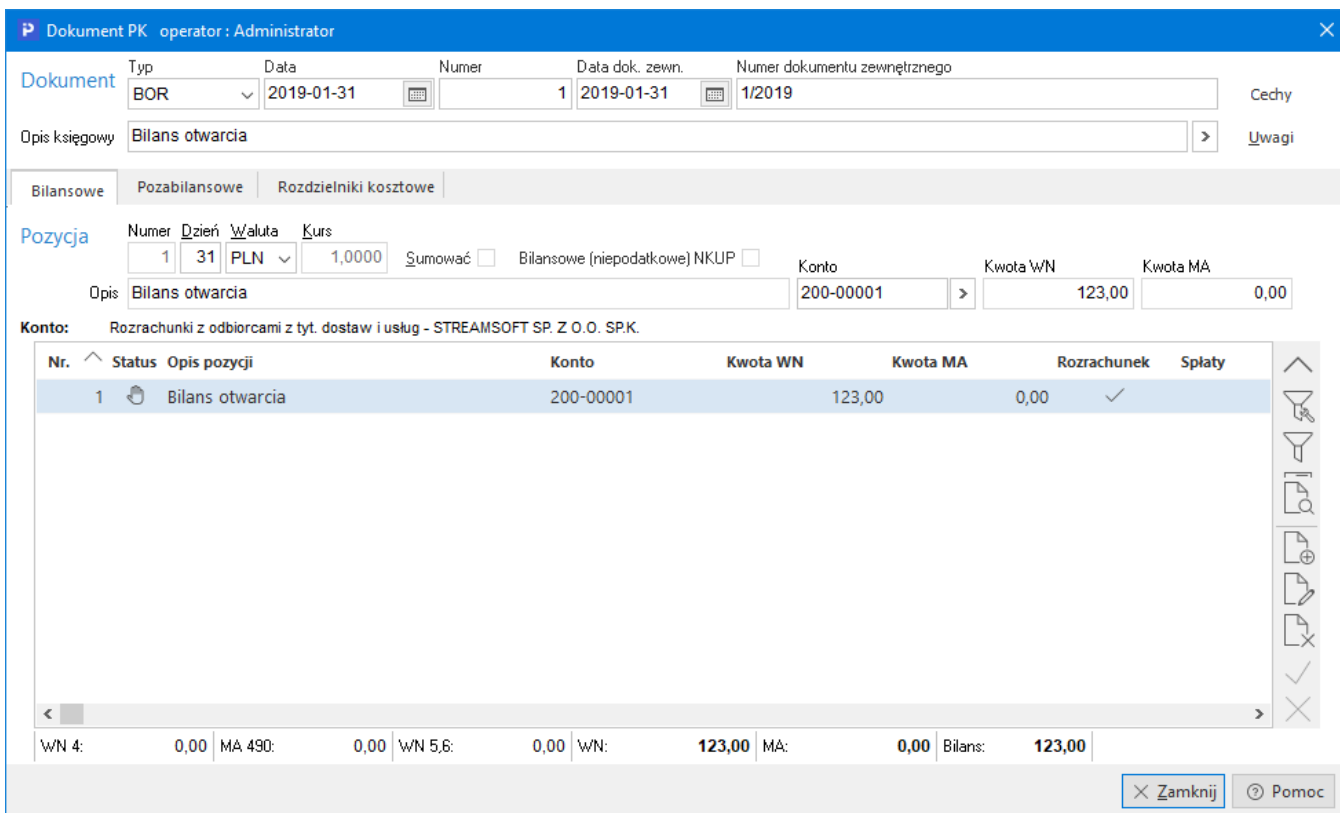 Dokument PK operator : Administrator
Typ Data Numer Data dok. zewn. Numer dokumentu zewnętrznego
Dokument BOR 2019-01-31 1 2019-01-31 1/2019 Cechy
Opis księgowy Bilans otwarcia > Uwagi
Bilansowe Pozabilansowe Rozdzielniki kosztowe
Pozycja Numer Dzień Waluta Kurs
1 31 PLN 1,0000 Sumować Bilansowe (niepodatkowe) NKUP Konto Kwota WN Kwota MA
Opis Bilans otwarcia 200-00001 > 123,00 0,00
Konto: Rozrachunki z odbiorcami z tyt. dostaw i usług - STREAMSOFT SP. Z O.O. SP.K.
Nr. Status Opis pozycji Konto Kwota WN Kwota MA Rozrachunek Spłaty
1 Bilans otwarcia 200-00001 123,00 0,00
WN 4: 0,00 MA 490: 0,00 WN 5,6: 0,00 WN: 123,00 MA: 0,00 Bilans: 123,00
Zamknij Pomoc